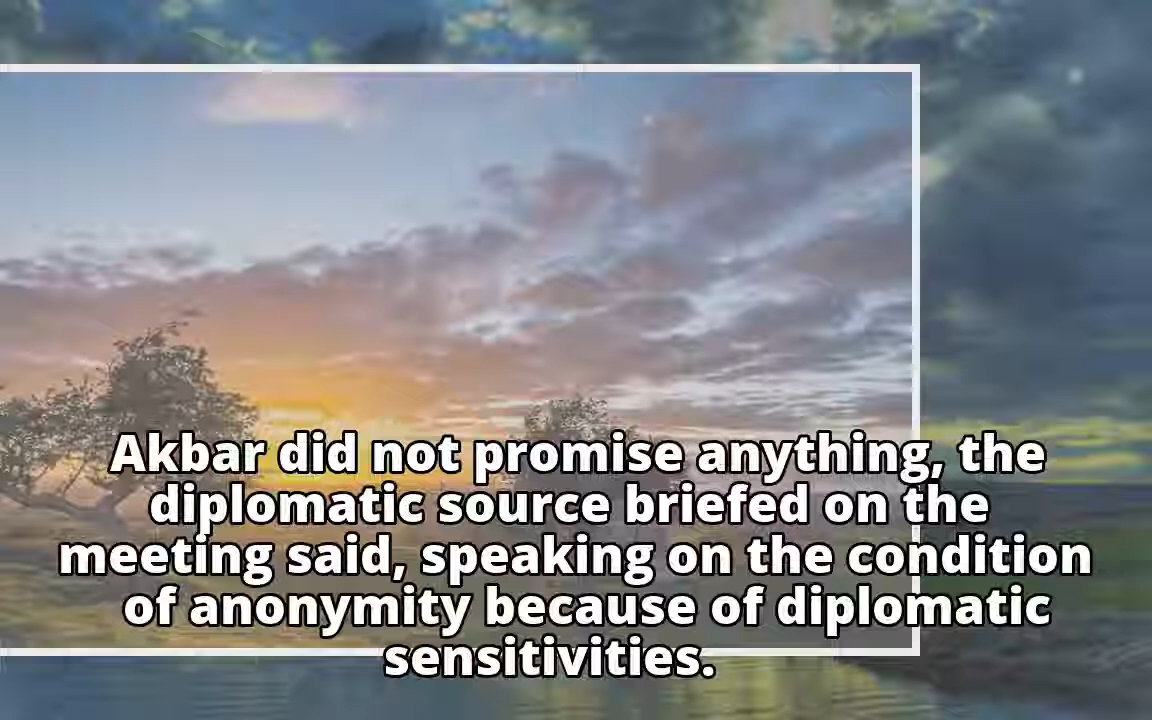 Akbar did not promise anything, the
diplomatic source briefed on the
meeting said, speaking on the condition
of anonymity because of diplomatic
sensitivities.